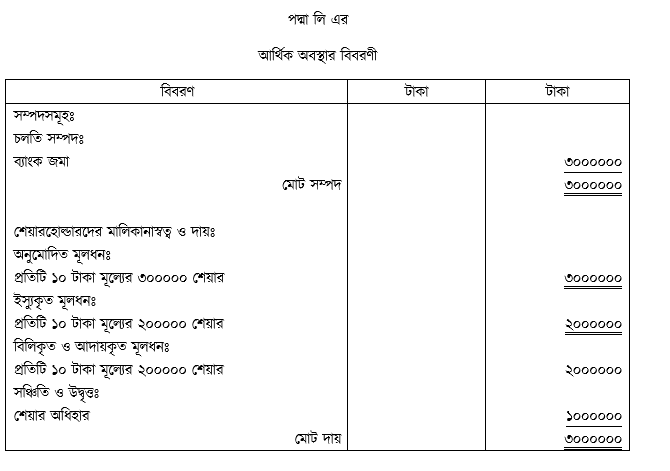 পদ্মা লি এর
আর্থিক অবস্থার বিবরণী
বিবরণ টাকা টাকা
সম্পদসমূহঃ
চলতি সম্পদঃ
ব্যাংক জমা ৩০০০০০০
মোট সম্পদ ৩০০০০০০
শেয়ারহোল্ডারদের মালিকানাস্বত্ব ও দায়ঃ
অনুমোদিত মূলধনঃ
প্রতিটি ১০ টাকা মূল্যের ৩০০০০০ শেয়ার ৩০০০০০০
ইস্যুকৃত মূলধনঃ
প্রতিটি ১০ টাকা মূল্যের ২০০০০০ শেয়ার ২০০০০০০
বিলিকৃত ও আদায়কৃত মূলধনঃ
প্রতিটি ১০ টাকা মূল্যের ২০০০০০ শেয়ার ২০০০০০০
সঞ্চিতি ও উদ্বৃত্তঃ
শেয়ার অধিহার ১০০০০০০
মোট দায় ৩০০০০০০